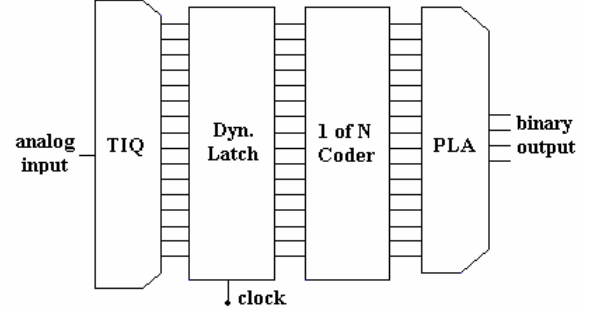 analog
input
TIQ
Dyn.
Latch
1 of N
Coder
PLA
binary
output
clock